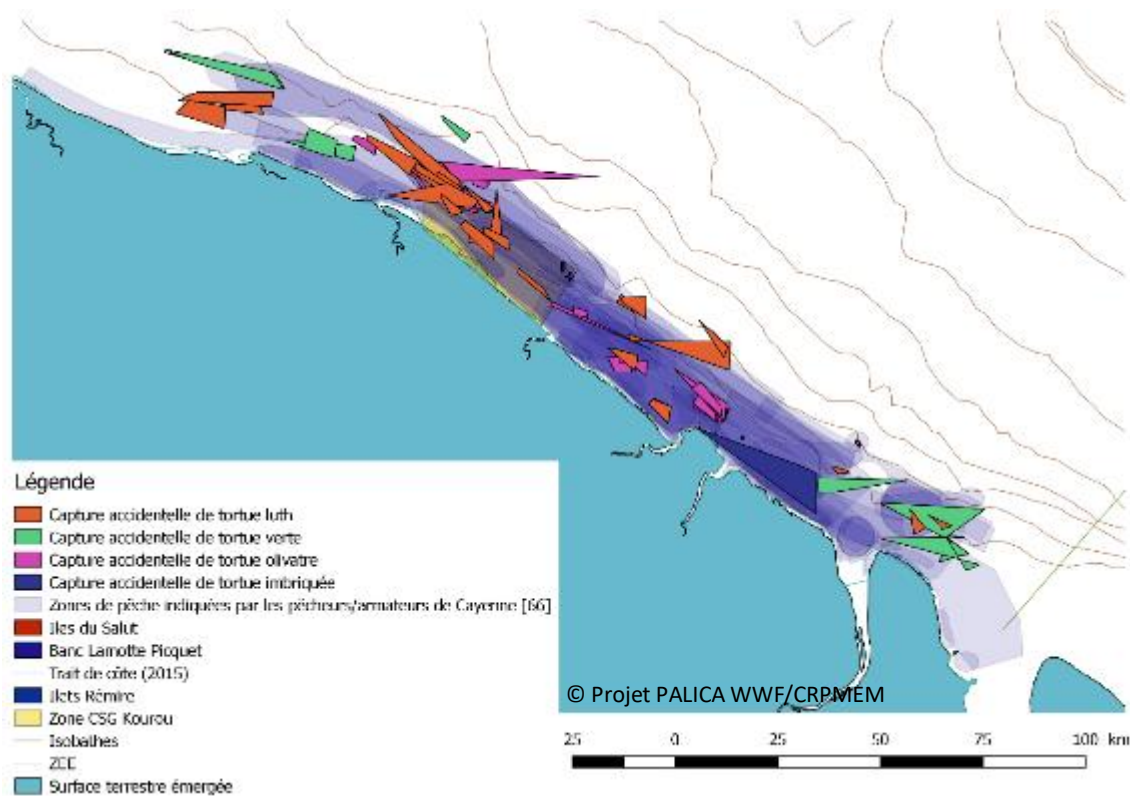 Légende
Capture accidentelle de tortue luth
Capture accidentelle de tortue verte
Capture accidentelle de tortue olivatre
Capture accidentelle de tortue imbriquée
Zones de pêche indiquées par les pêcheurs/armateurs de Cayenne [66]
Iles du Salut
Banc Lamotte Picquet
Trait de côte (2015)
Ilets Rémire
Zone CSG Kourou
Isobathes
ZEE
Surface terrestre émergée
© Projet PALICA WWF/CRPMEM
25 0 25 50 75 100 km